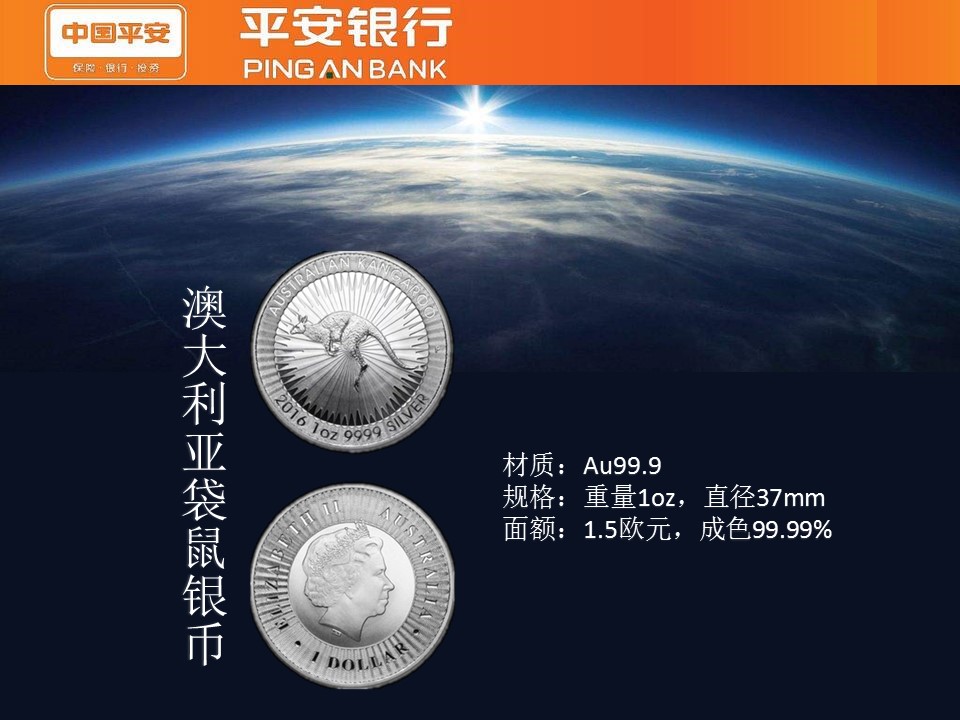 中国平安
保险·银行·投资
平安银行
PING AN BANK
澳大利亚袋鼠银币
AUSTRALIAN KANGAROO
2016 1oz 9999 SILVER
材质：Au99.9
规格：重量1oz，直径37mm
面额：1.5欧元，成色99.99%
ELIZABETH II AUSTRALIA
• 1 DOLLAR •